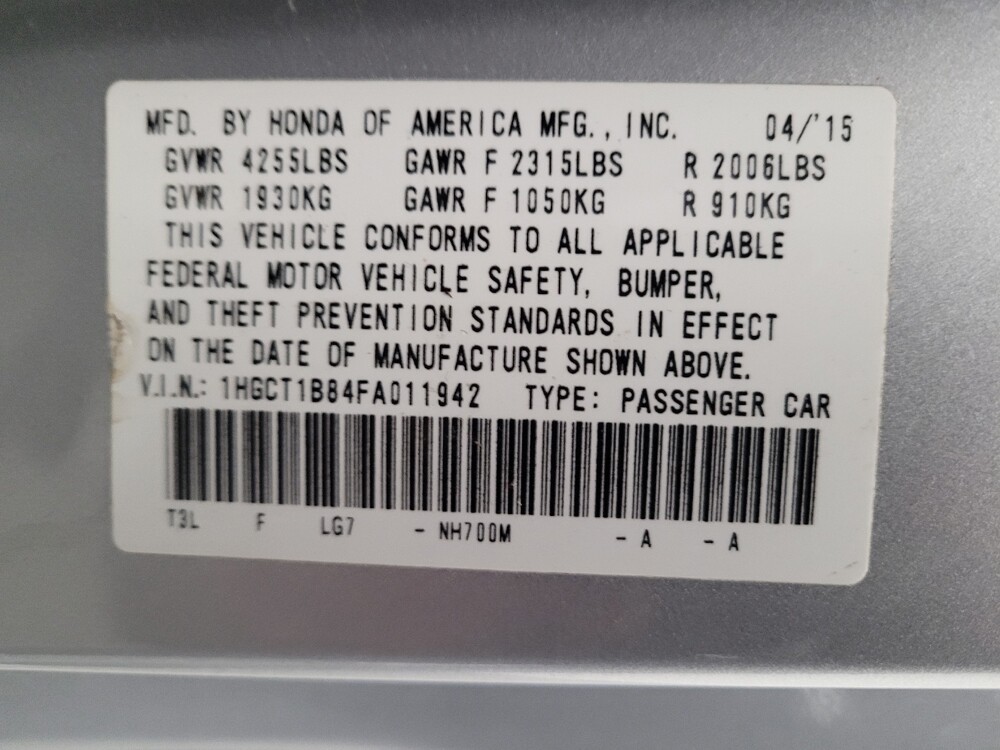 MFD. BY HONDA OF AMERICA MFG., INC. 04/'15
GVWR 4255LBS GAWR F 2315LBS R 2006LBS
GVWR 1930KG GAWR F 1050KG R 910KG
THIS VEHICLE CONFORMS TO ALL APPLICABLE
FEDERAL MOTOR VEHICLE SAFETY, BUMPER,
AND THEFT PREVENTION STANDARDS IN EFFECT
ON THE DATE OF MANUFACTURE SHOWN ABOVE.
V.I.N.: 1HGCT1B84FA011942 TYPE: PASSENGER CAR
T3L F LG7 - NH700M - A - A